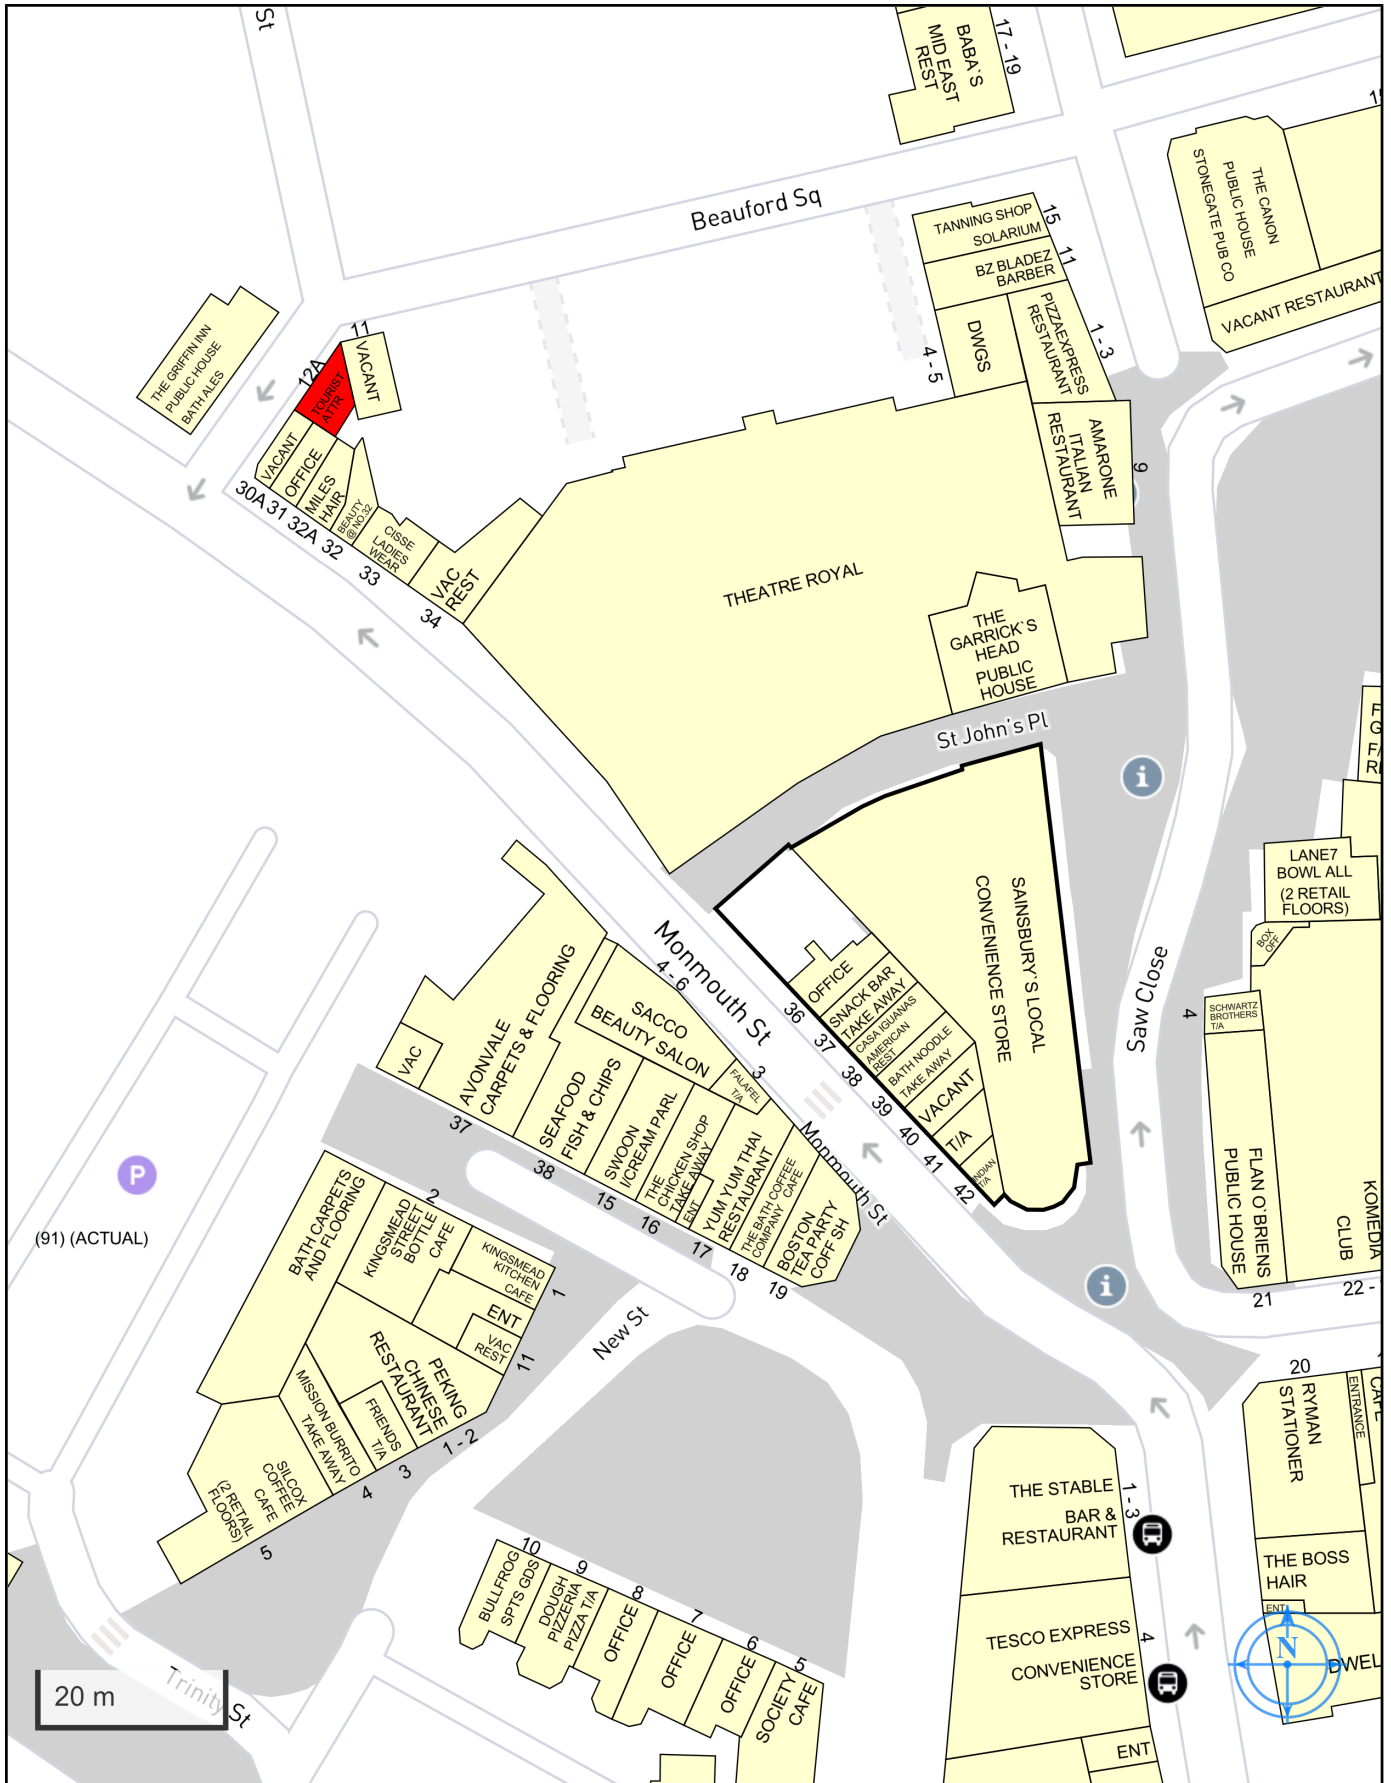 St
BABA`S
MID EAST
REST
17 - 19
Beauford Sq
TANNING SHOP
SOLARIUM
15
BZ BLADEZ
BARBER
11
DWGS
4 - 5
PIZZAEXPRESS
RESTAURANT
1 - 3
AMARONE
ITALIAN
RESTAURANT
9
THE CANON
PUBLIC HOUSE
STONEGATE PUB CO
VACANT RESTAURANT
THE GRIFFIN INN
PUBLIC HOUSE
BATH ALES
11
VACANT
12A
TOURIST
ATTR
VACANT
OFFICE
MILES
HAIR
BEAUTY
@ NO.32
CISSE
LADIES
WEAR
VAC
REST
30A
31
32A
32
33
34
THEATRE ROYAL
THE
GARRICK`S
HEAD
PUBLIC
HOUSE
St John's Pl
SAINSBURY`S LOCAL
CONVENIENCE STORE
OFFICE
SNACK BAR
TAKE AWAY
CASA IGUANAS
AMERICAN
REST
BATH NOODLE
TAKE AWAY
VACANT
T/A
INDIAN
T/A
36
37
38
39
40
41
42
Monmouth St
4 - 6
Monmouth St
Saw Close
LANE7
BOWL ALL
(2 RETAIL
FLOORS)
BOX
OFF
SCHWARTZ
BROTHERS
T/A
4
FLAN O`BRIENS
PUBLIC HOUSE
21
KOMEDIA
CLUB
22 -
AVONVALE
CARPETS & FLOORING
VAC
37
SACCO
BEAUTY SALON
FALAFEL
T/A
3
SEAFOOD
FISH & CHIPS
38
SWOON
I/CREAM PARL
15
THE
CHICKEN SHOP
TAKE AWAY
16
ENT
YUM YUM THAI
RESTAURANT
17
THE BATH COFFEE
COMPANY CAFE
18
BOSTON
TEA PARTY
COFF SH
19
P
(91) (ACTUAL)
BATH CARPETS
AND FLOORING
KINGSMEAD
STREET
BOTTLE
CAFE
2
KINGSMEAD
KITCHEN
CAFE
1
ENT
VAC
REST
11
PEKING
CHINESE
RESTAURANT
1 - 2
FRIENDS
T/A
3
MISSION BURRITO
TAKE AWAY
4
SILCOX
COFFEE
CAFE
(2 RETAIL
FLOORS)
5
New St
20
RYMAN
STATIONER
ENTRANCE
CAFE
THE BOSS
HAIR
ENT
DWEL
N
THE STABLE
BAR &
RESTAURANT
1 - 3
TESCO EXPRESS
CONVENIENCE
STORE
4
ENT
BULLFROG
SPTS GDS
10
DOUGH
PIZZERIA
PIZZA T/A
9
OFFICE
8
OFFICE
7
OFFICE
6
SOCIETY
CAFE
5
Trinity St
20 m